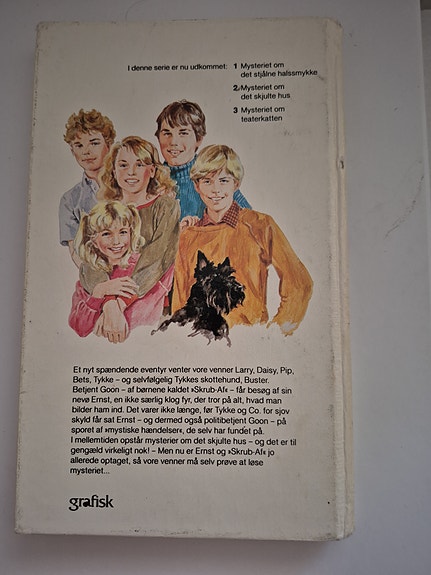 I denne serie er nu udkommet: 1 Mysteriet om
det stjålne halssmykke
2 Mysteriet om
det skjulte hus
3 Mysteriet om
teaterkatten
Et nyt spændende eventyr venter vore venner Larry, Daisy, Pip,
Bets, Tykke – og selvfølgelig Tykkes skottehund, Buster.
Betjent Goon – af børnene kaldet »Skrub-Af« – får besøg af sin
nevø Ernst, en ikke særlig klog fyr, der tror på alt, hvad man
bilder ham ind. Det varer ikke længe, før Tykke og Co. for sjov
skyld får sat Ernst – og dermed også politibetjent Goon – på
sporet af »mystiske hændelser«, de selv har fundet på.
I mellemtiden opstår mysterier om det skjulte hus – og det er til
gengæld virkeligt nok! – Men nu er Ernst og »Skrub-Af« jo
allerede optaget, så vore venner må selv prøve at løse
mysteriet...
grafisk